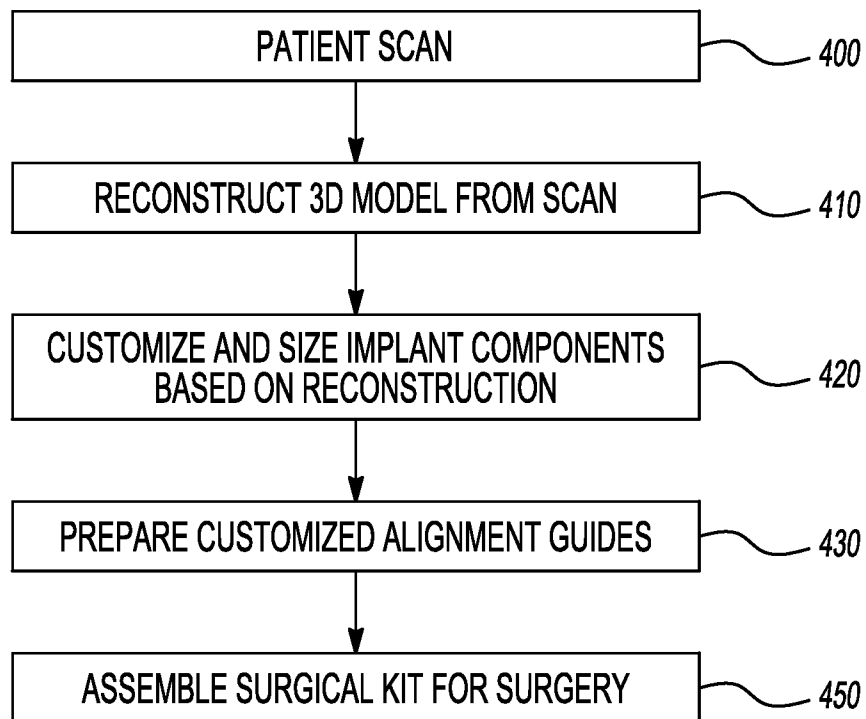 PATIENT SCAN
400
RECONSTRUCT 3D MODEL FROM SCAN
410
CUSTOMIZE AND SIZE IMPLANT COMPONENTS
BASED ON RECONSTRUCTION
420
PREPARE CUSTOMIZED ALIGNMENT GUIDES
430
ASSEMBLE SURGICAL KIT FOR SURGERY
450